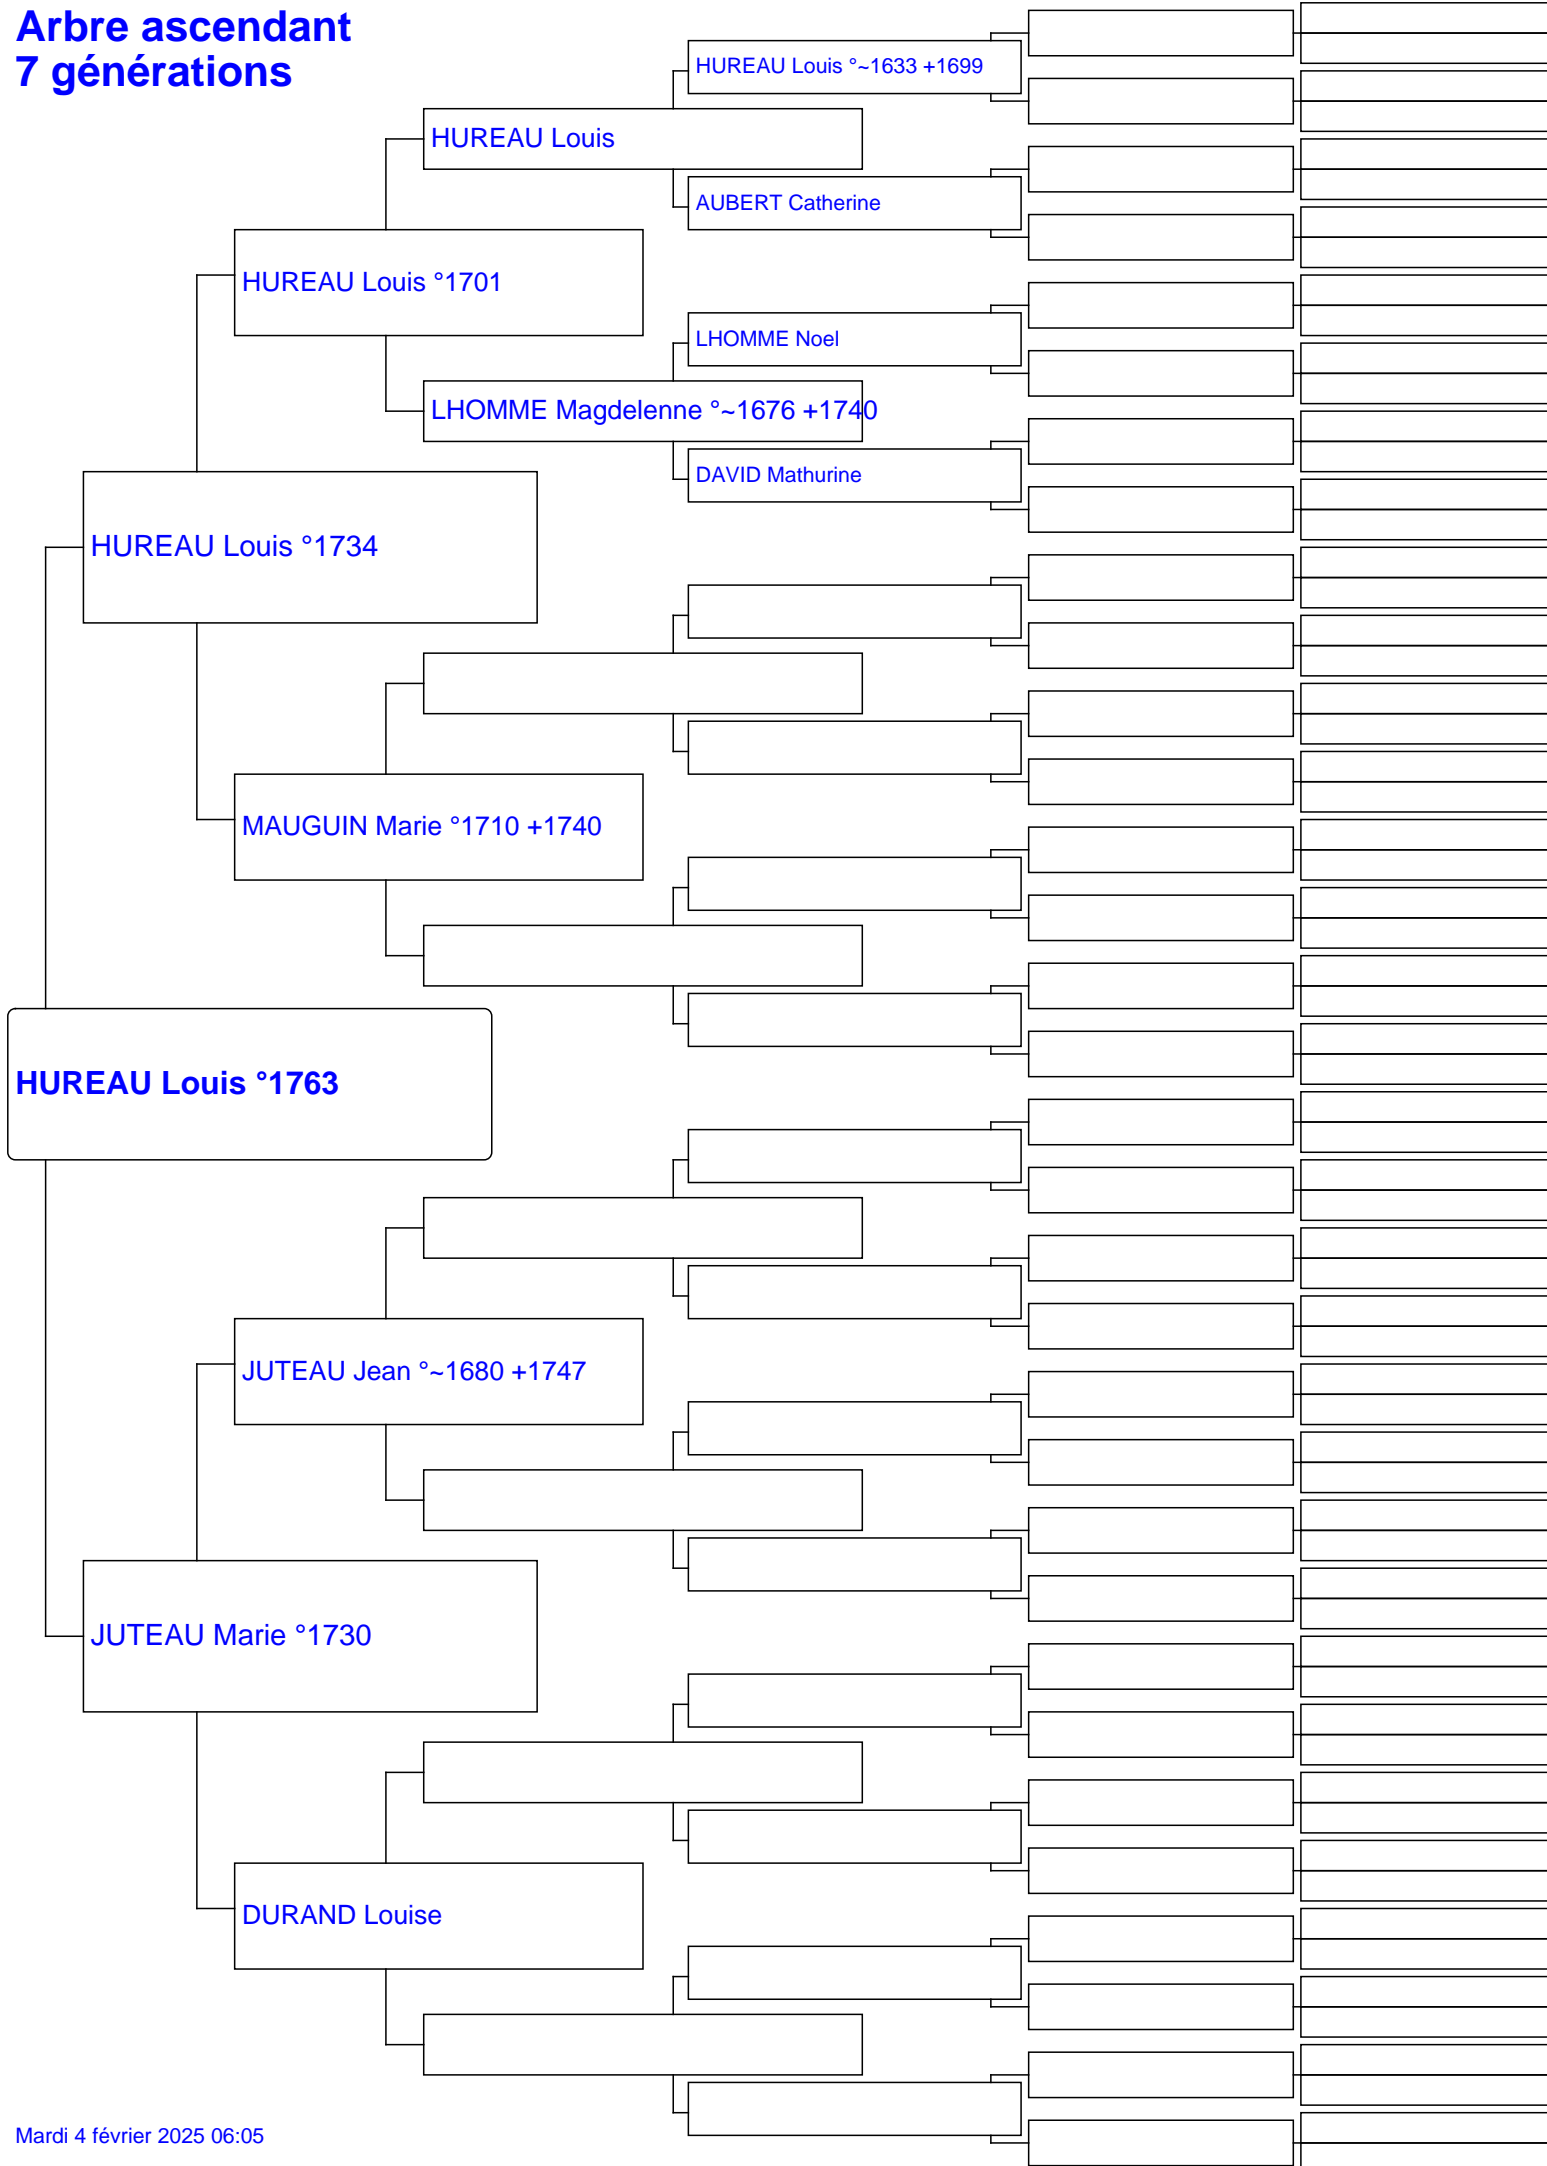 Arbre ascendant
7 générations
HUREAU Louis °~1633 +1699
HUREAU Louis
AUBERT Catherine
HUREAU Louis °1701
LHOMME Noel
LHOMME Magdelenne °~1676 +1740
DAVID Mathurine
HUREAU Louis °1734
MAUGUIN Marie °1710 +1740
HUREAU Louis °1763
JUTEAU Jean °~1680 +1747
JUTEAU Marie °1730
DURAND Louise
Mardi 4 février 2025 06:05